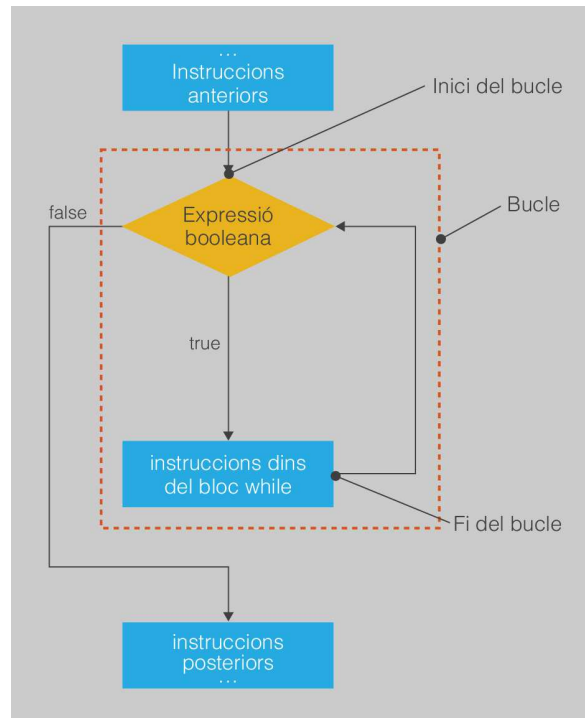 ...
Instruccions
anteriors
Inici del bucle
Bucle
false
Expressió
booleana
true
instruccions dins
del bloc while
Fi del bucle
instruccions
posteriors
...